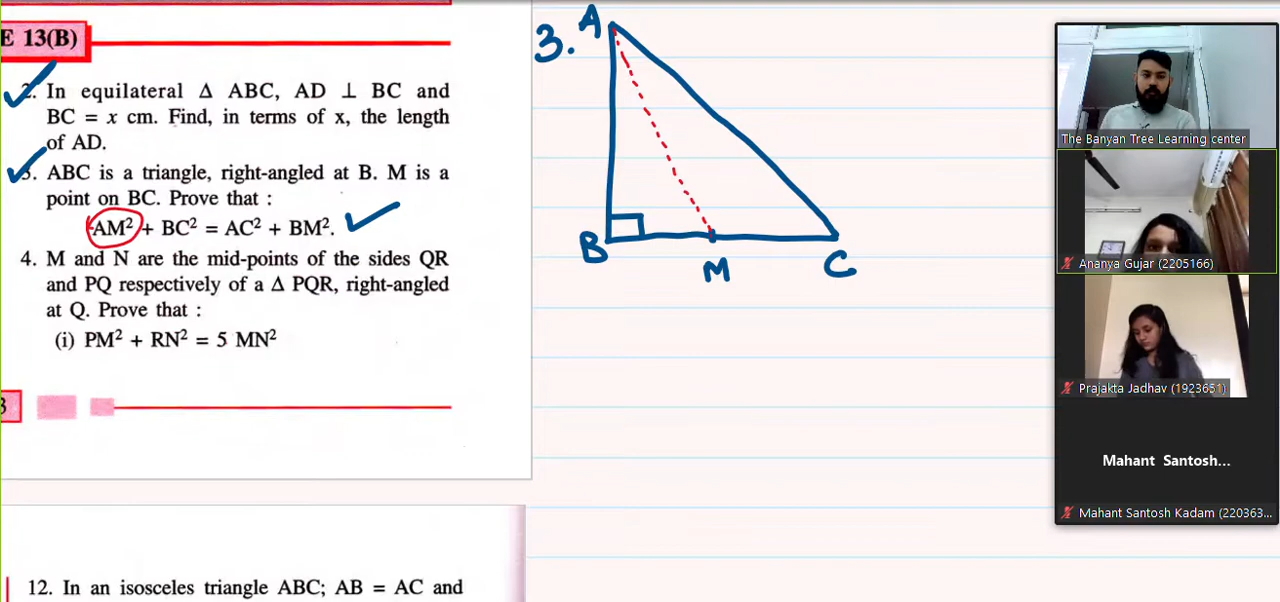 E 13(B)
2. In equilateral Δ ABC, AD ⊥ BC and
BC = x cm. Find, in terms of x, the length
of AD.
3. ABC is a triangle, right-angled at B. M is a
point on BC. Prove that :
AM² + BC² = AC² + BM².
4. M and N are the mid-points of the sides QR
and PQ respectively of a Δ PQR, right-angled
at Q. Prove that :
(i) PM² + RN² = 5 MN²
3
12. In an isosceles triangle ABC; AB = AC and
3.
A
B
M
C
The Banyan Tree Learning center
Ananya Gujar (2205166)
Prajakta Jadhav (1923651)
Mahant Santosh...
Mahant Santosh Kadam (220363...